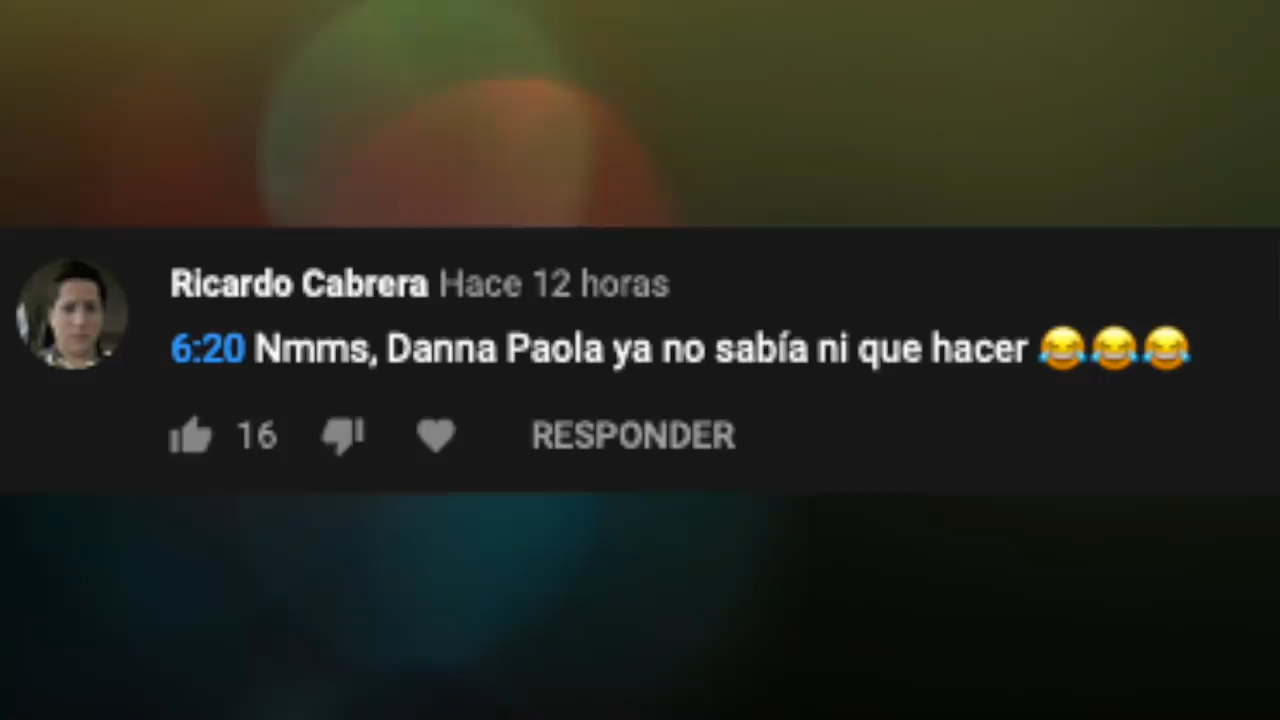 Ricardo Cabrera Hace 12 horas
6:20 Nmms, Danna Paola ya no sabía ni que hacer 😂😂😂
16 RESPONDER